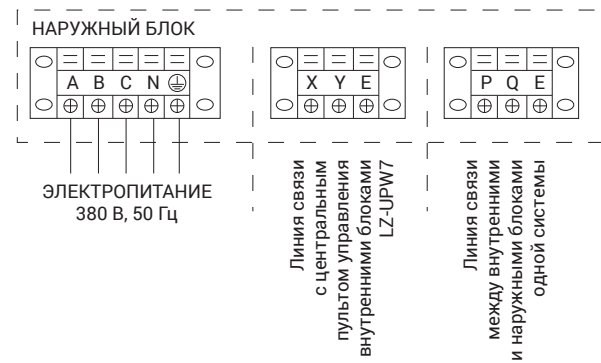 НАРУЖНЫЙ БЛОК
A B C N
X Y E
P Q E
ЭЛЕКТРОПИТАНИЕ
380 В, 50 Гц
Линия связи
с центральным
пультом управления
внутренними блоками
LZ-UPW7
Линия связи
между внутренними
и наружными блоками
одной системы